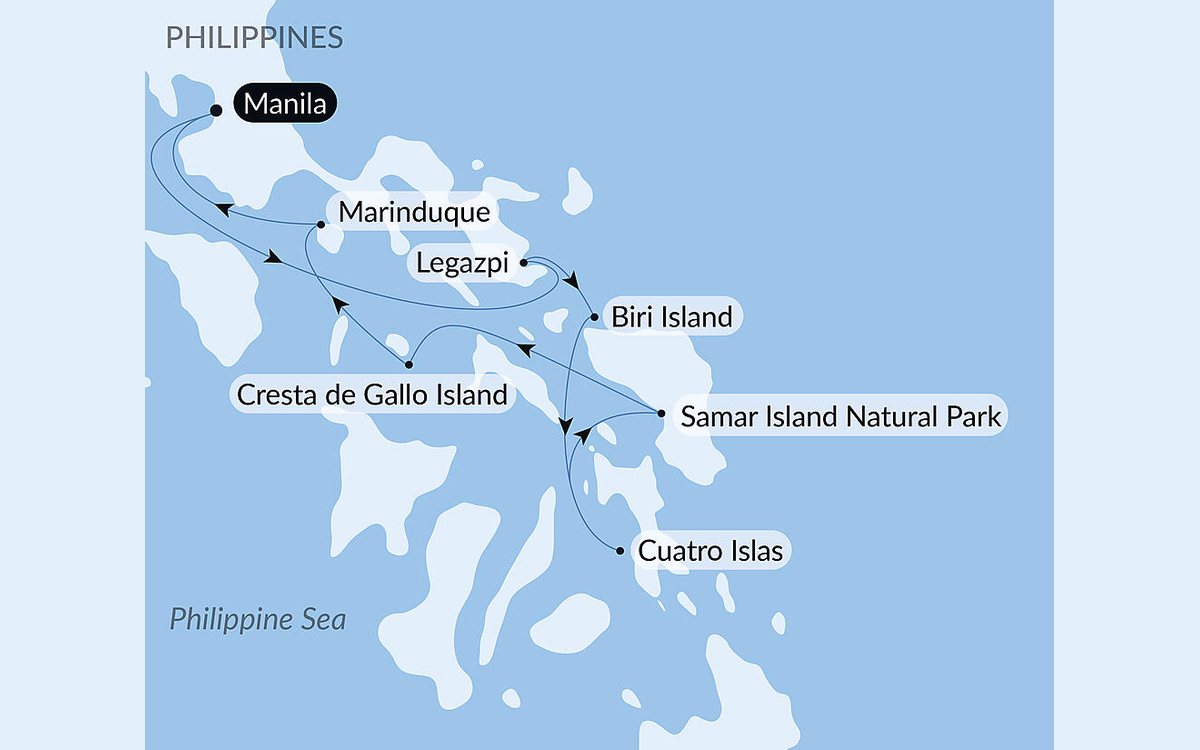 PHILIPPINES
Manila
Marinduque
Legazpi
Biri Island
Cresta de Gallo Island
Samar Island Natural Park
Cuatro Islas
Philippine Sea